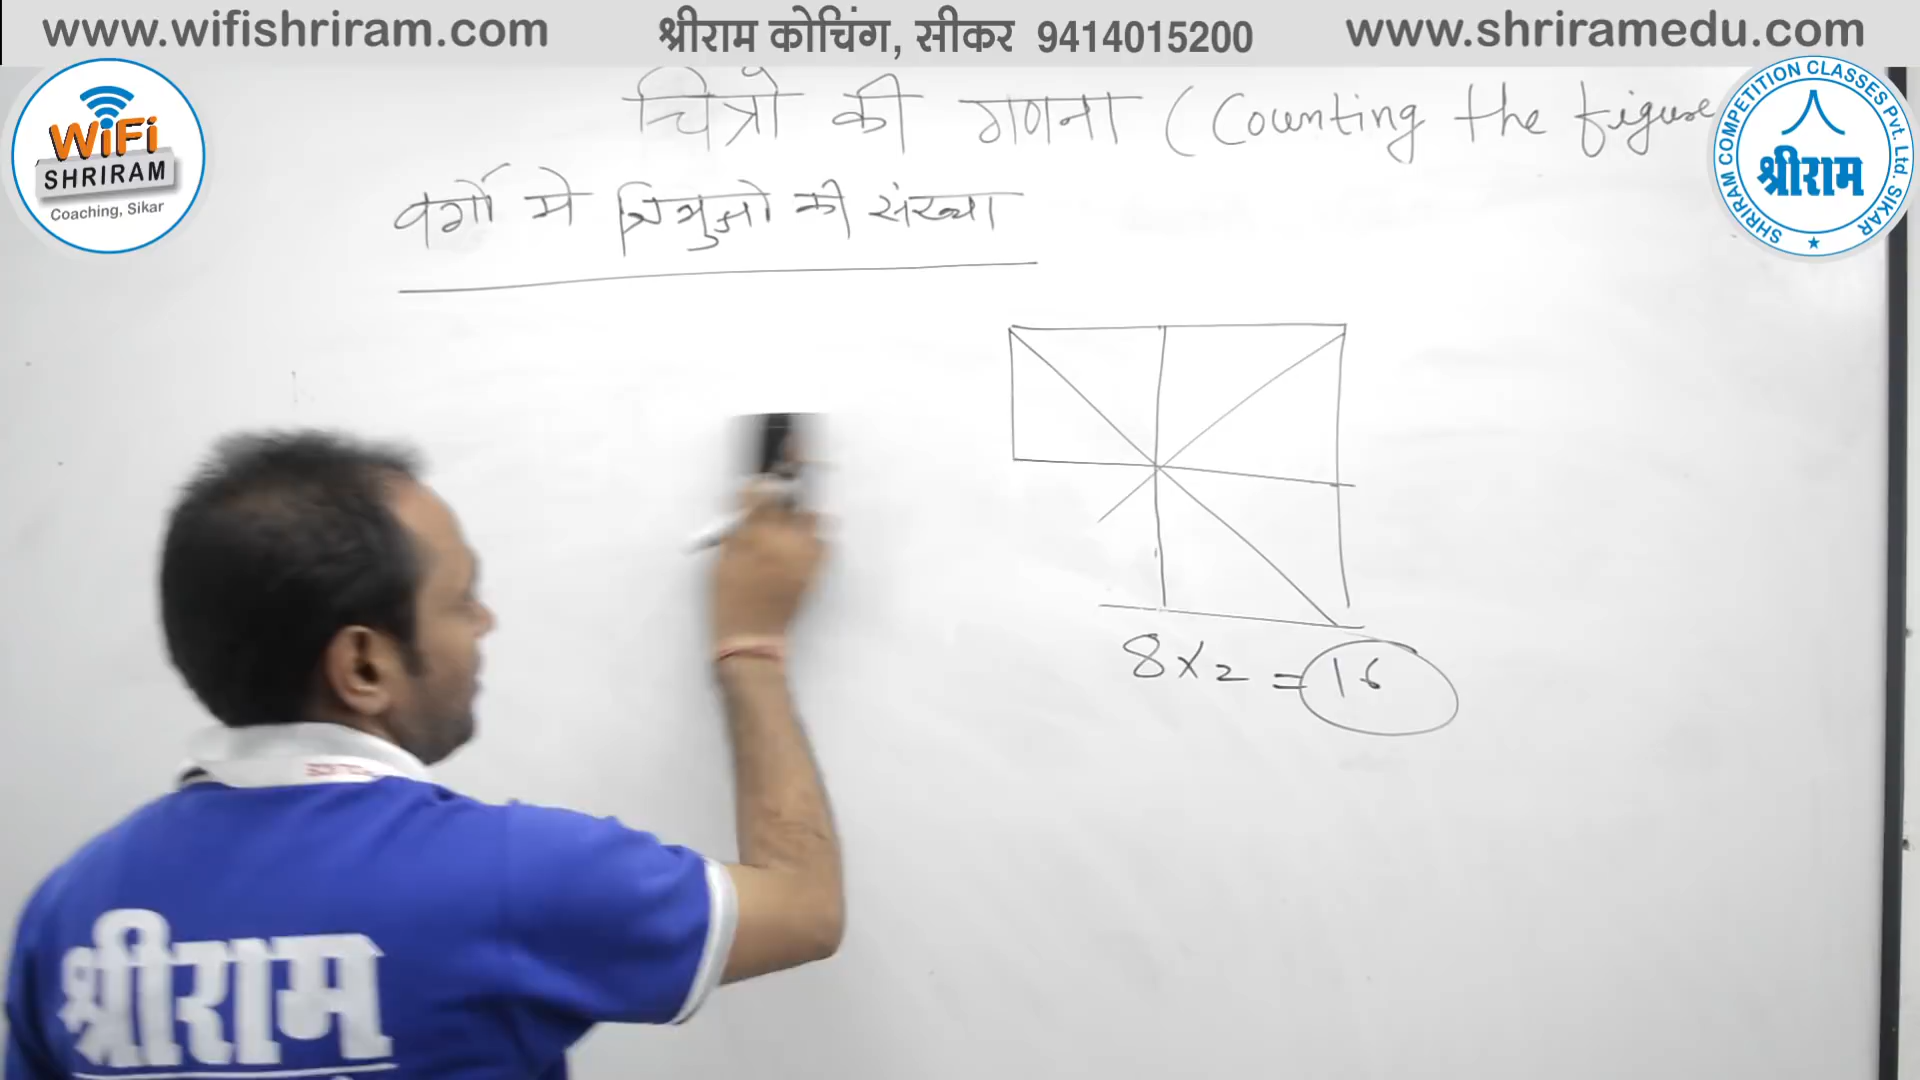 www.wifishriram.com श्रीराम कोचिंग, सीकर 9414015200 www.shriramedu.com
WiFi
SHRIRAM
Coaching, Sikar
SHRIRAM COMPETITION CLASSES Pvt. Ltd. SIKAR
श्रीराम
चित्रो की गणना (Counting the figure
वर्गो मे त्रिभुजो की संख्या
8 x 2 = 16
श्रीराम